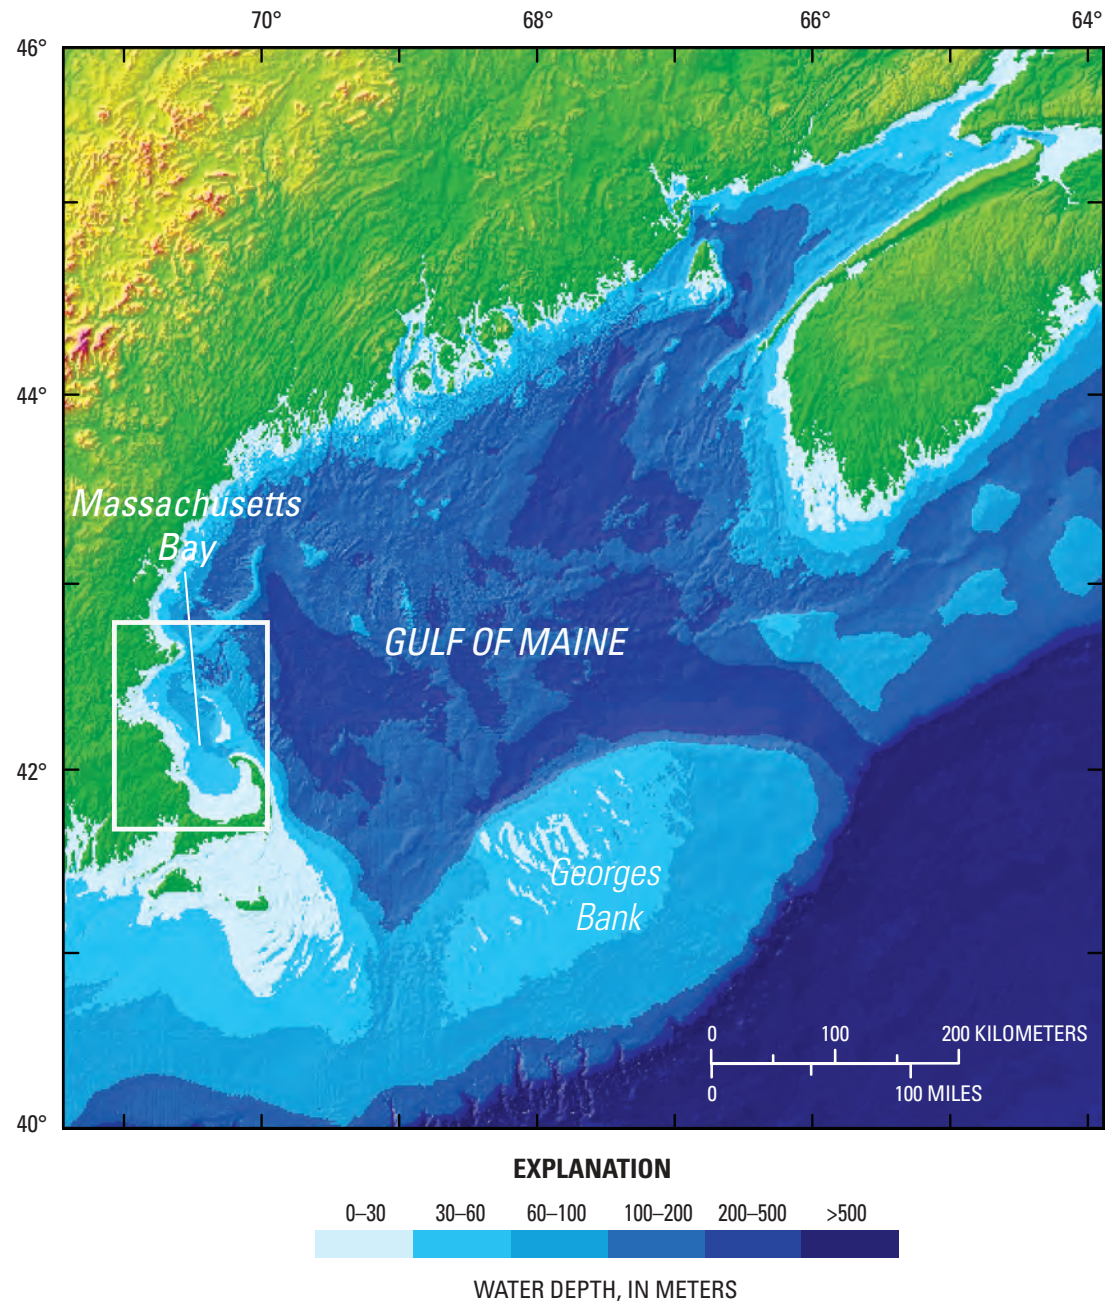 70° 68° 66° 64°
46°
44°
42°
40°
Massachusetts
Bay
GULF OF MAINE
Georges
Bank
0 100 200 KILOMETERS
0 100 MILES
EXPLANATION
0–30 30–60 60–100 100–200 200–500 >500
WATER DEPTH, IN METERS